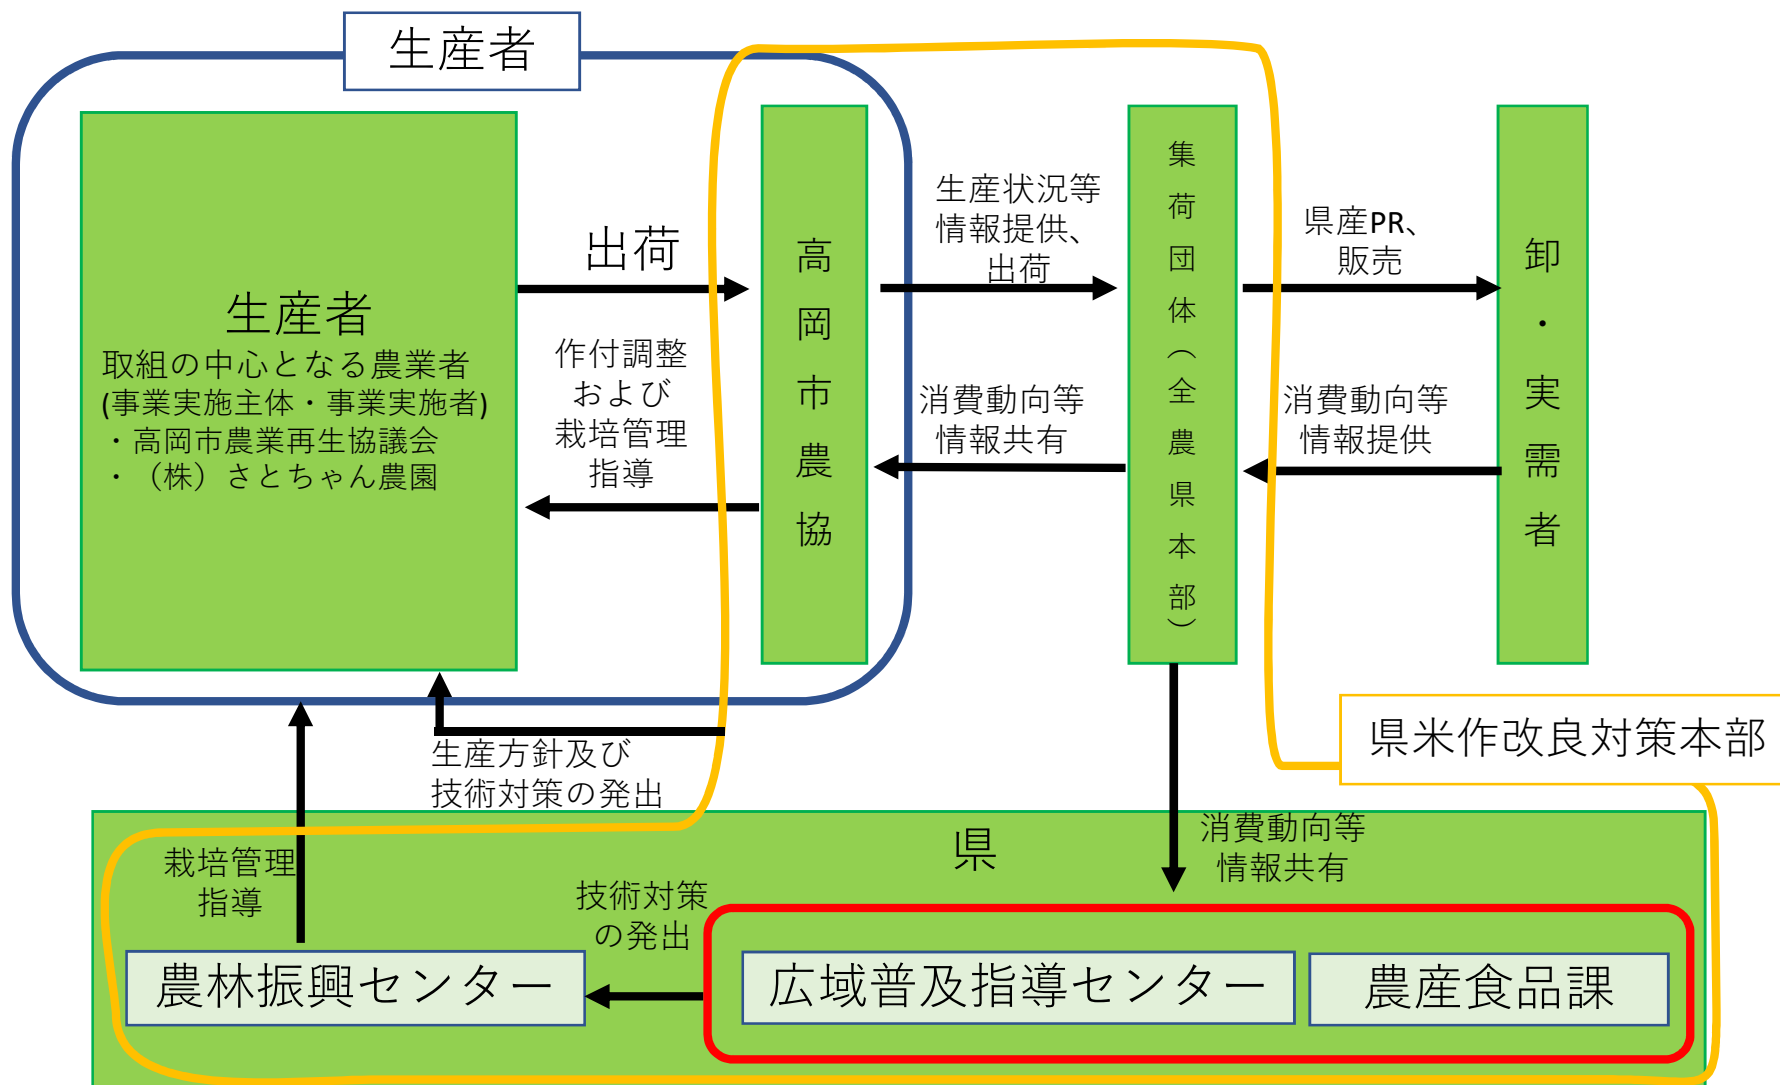 生産者
生産者
取組の中心となる農業者
(事業実施主体・事業実施者)
・高岡市農業再生協議会
・（株）さとちゃん農園
出荷
作付調整
および
栽培管理
指導
高岡市農協
生産状況等
情報提供、
出荷
消費動向等
情報共有
集荷団体（全農県本部）
県産PR、
販売
消費動向等
情報提供
卸・実需者
県米作改良対策本部
生産方針及び
技術対策の発出
県
消費動向等
情報共有
栽培管理
指導
技術対策
の発出
農林振興センター
広域普及指導センター
農産食品課